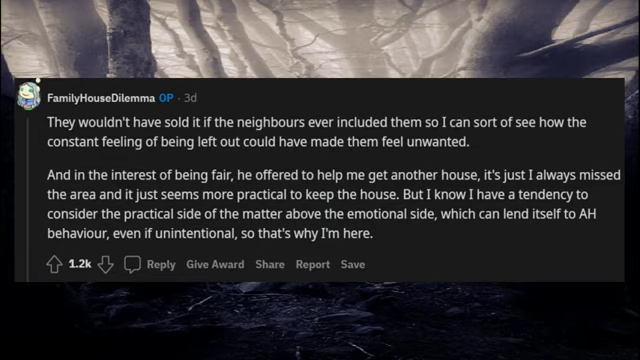 FamilyHouseDilemma OP · 3d
They wouldn't have sold it if the neighbours ever included them so I can sort of see how the
constant feeling of being left out could have made them feel unwanted.
And in the interest of being fair, he offered to help me get another house, it's just I always missed
the area and it just seems more practical to keep the house. But I know I have a tendency to
consider the practical side of the matter above the emotional side, which can lend itself to AH
behaviour, even if unintentional, so that's why I'm here.
1.2k Reply Give Award Share Report Save